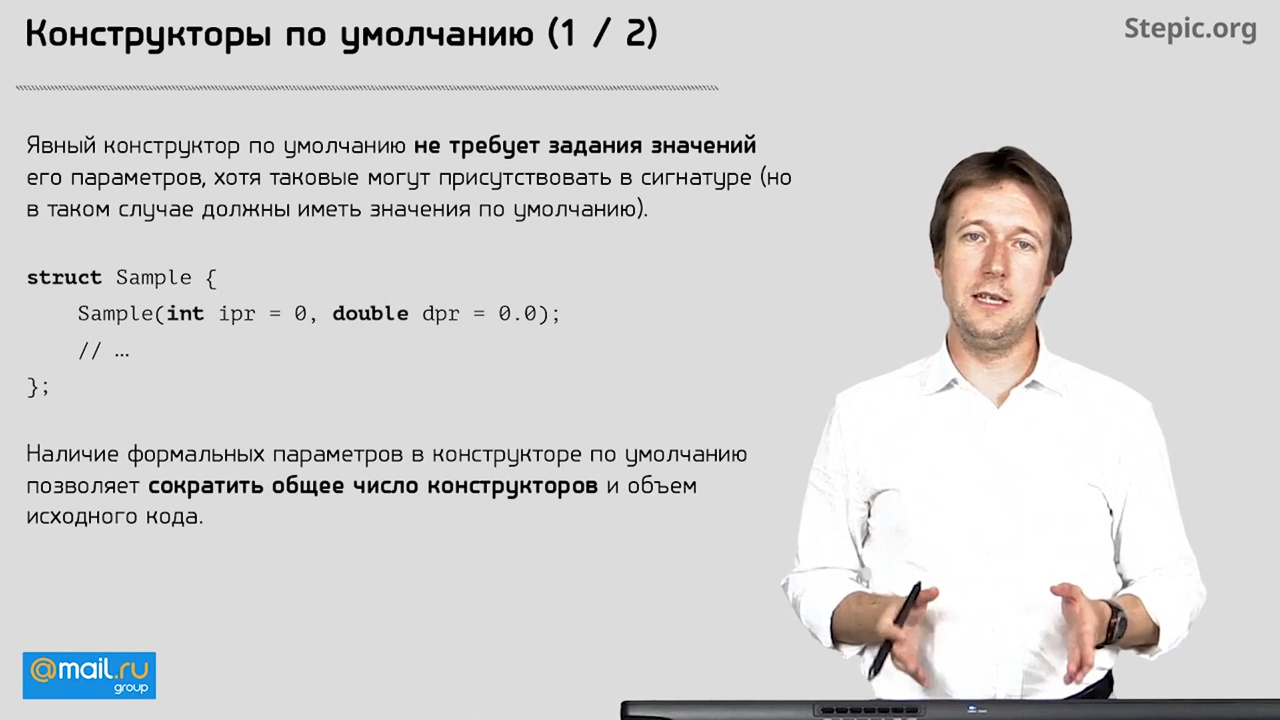 Конструкторы по умолчанию (1 / 2)
Stepic.org
Явный конструктор по умолчанию не требует задания значений
его параметров, хотя таковые могут присутствовать в сигнатуре (но
в таком случае должны иметь значения по умолчанию).
struct Sample {
    Sample(int ipr = 0, double dpr = 0.0);
    // …
};
Наличие формальных параметров в конструкторе по умолчанию
позволяет сократить общее число конструкторов и объем
исходного кода.
@mail.ru
group